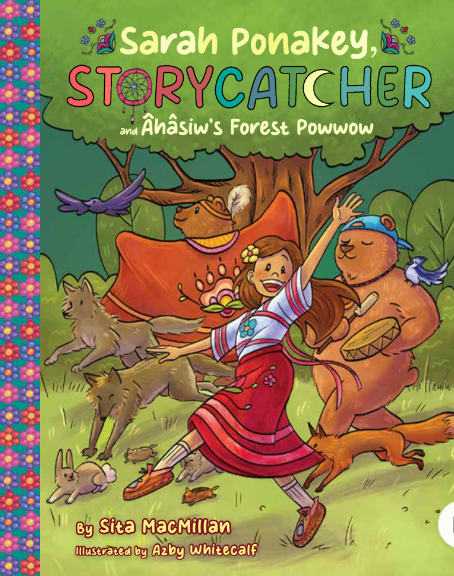 Sarah Ponakey,
STORYCATCHER
and Âhâsiw's Forest Powwow
By Sita MacMillan
Illustrated by Azby Whitecalf